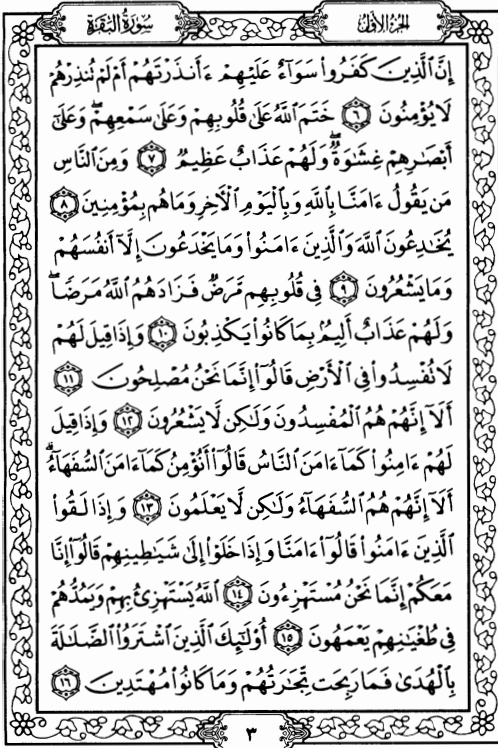 الجزء الأول
سورة البقرة
إِنَّ ٱلَّذِينَ كَفَرُوا۟ سَوَآءٌ عَلَيْهِمْ ءَأَنذَرْتَهُمْ أَمْ لَمْ تُنذِرْهُمْ
لَا يُؤْمِنُونَ ٦ خَتَمَ ٱللَّهُ عَلَىٰ قُلُوبِهِمْ وَعَلَىٰ سَمْعِهِمْ ۖ وَعَلَىٰٓ
أَبْصَٰرِهِمْ غِشَٰوَةٌ ۖ وَلَهُمْ عَذَابٌ عَظِيمٌ ٧ وَمِنَ ٱلنَّاسِ
مَن يَقُولُ ءَامَنَّا بِٱللَّهِ وَبِٱلْيَوْمِ ٱلْءَاخِرِ وَمَا هُم بِمُؤْمِنِينَ ٨
يُخَٰدِعُونَ ٱللَّهَ وَٱلَّذِينَ ءَامَنُوا۟ وَمَا يَخْدَعُونَ إِلَّآ أَنفُسَهُمْ
وَمَا يَشْعُرُونَ ٩ فِى قُلُوبِهِم مَّرَضٌ فَزَادَهُمُ ٱللَّهُ مَرَضًا ۖ
وَلَهُمْ عَذَابٌ أَلِيمٌۢ بِمَا كَانُوا۟ يَكْذِبُونَ ١٠ وَإِذَا قِيلَ لَهُمْ
لَا تُفْسِدُوا۟ فِى ٱلْأَرْضِ قَالُوٓا۟ إِنَّمَا نَحْنُ مُصْلِحُونَ ١١
أَلَآ إِنَّهُمْ هُمُ ٱلْمُفْسِدُونَ وَلَٰكِن لَّا يَشْعُرُونَ ١٢ وَإِذَا قِيلَ
لَهُمْ ءَامِنُوا۟ كَمَآ ءَامَنَ ٱلنَّاسُ قَالُوٓا۟ أَنُؤْمِنُ كَمَآ ءَامَنَ ٱلسُّفَهَآءُ ۗ
أَلَآ إِنَّهُمْ هُمُ ٱلسُّفَهَآءُ وَلَٰكِن لَّا يَعْلَمُونَ ١٣ وَإِذَا لَقُوا۟
ٱلَّذِينَ ءَامَنُوا۟ قَالُوٓا۟ ءَامَنَّا وَإِذَا خَلَوْا۟ إِلَىٰ شَيَٰطِينِهِمْ قَالُوٓا۟ إِنَّا
مَعَكُمْ إِنَّمَا نَحْنُ مُسْتَهْزِءُونَ ١٤ ٱللَّهُ يَسْتَهْزِئُ بِهِمْ وَيَمُدُّهُمْ
فِى طُغْيَٰنِهِمْ يَعْمَهُونَ ١٥ أُو۟لَٰٓئِكَ ٱلَّذِينَ ٱشْتَرَوُا۟ ٱلضَّلَٰلَةَ
بِٱلْهُدَىٰ فَمَا رَبِحَت تِّجَٰرَتُهُمْ وَمَا كَانُوا۟ مُهْتَدِينَ ١٦
٣